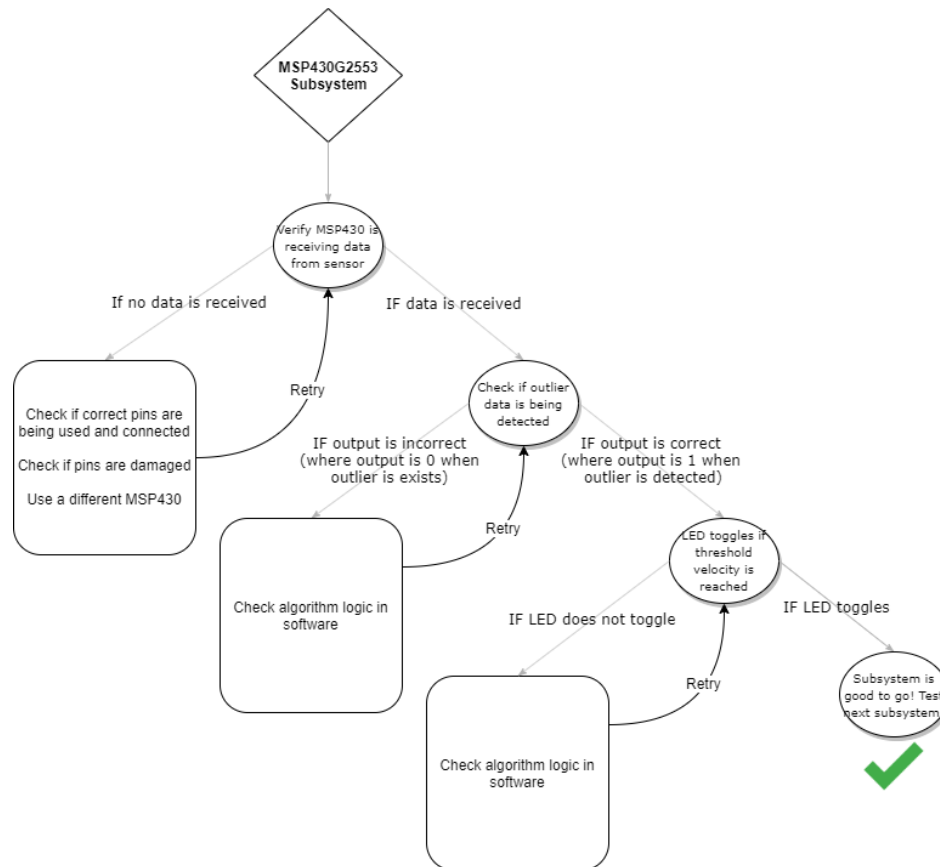 MSP430G2553
Subsystem
Verify MSP430 is
receiving data
from sensor
If no data is received
IF data is received
Retry
Check if correct pins are
being used and connected
Check if pins are damaged
Use a different MSP430
Check if outlier
data is being
detected
IF output is incorrect
(where output is 0 when
outlier is exists)
IF output is correct
(where output is 1 when
outlier is detected)
Retry
Check algorithm logic in
software
LED toggles if
threshold
velocity is
reached
IF LED does not toggle
IF LED toggles
Retry
Check algorithm logic in
software
Subsystem is
good to go! Test
next subsystem